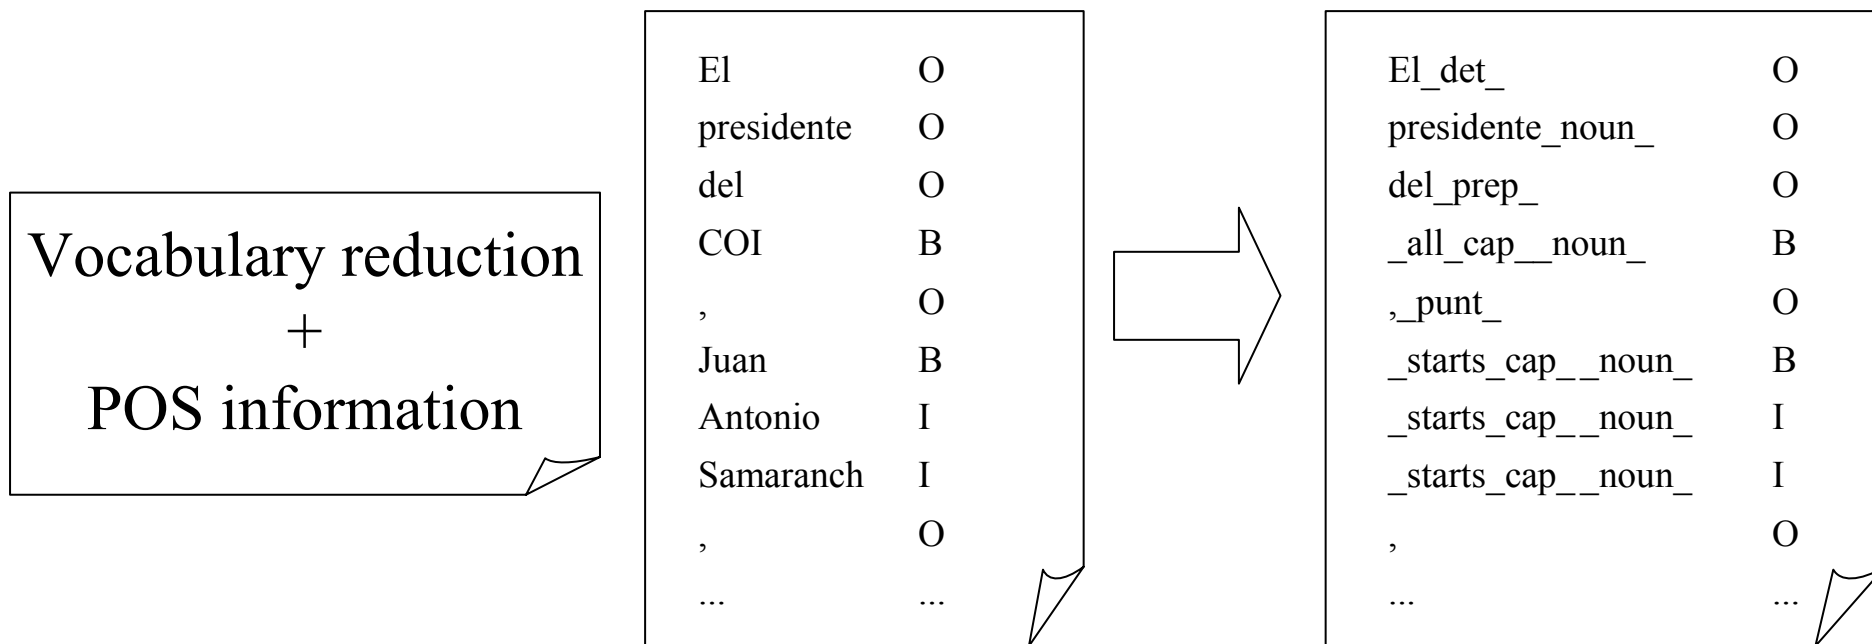 Vocabulary reduction
+
POS information
El O
presidente O
del O
COI B
, O
Juan B
Antonio I
Samaranch I
, O
... ...
El_det_ O
presidente_noun_ O
del_prep_ O
_all_cap__noun_ B
,_punt_ O
_starts_cap__noun_ B
_starts_cap__noun_ I
_starts_cap__noun_ I
, O
... ...